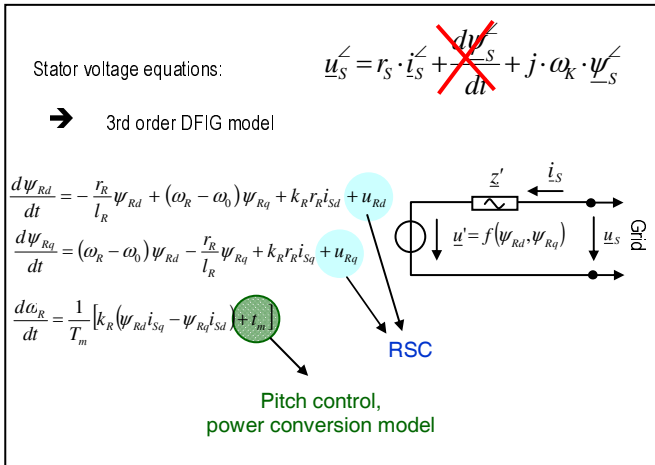 Stator voltage equations:
u_S^∠ = r_S · i_S^∠ + dψ_S^∠/dt + j · ω_K · ψ_S^∠
➔ 3rd order DFIG model
dψ_Rd/dt = − r_R/l_R ψ_Rd + (ω_R − ω_0) ψ_Rq + k_R r_R i_Sd + u_Rd
dψ_Rq/dt = (ω_R − ω_0) ψ_Rd − r_R/l_R ψ_Rq + k_R r_R i_Sq + u_Rq
dω_R/dt = 1/T_m [k_R (ψ_Rd i_Sq − ψ_Rq i_Sd) + t_m]
z'
i_S
u' = f(ψ_Rd, ψ_Rq)
u_S
Grid
RSC
Pitch control,
power conversion model